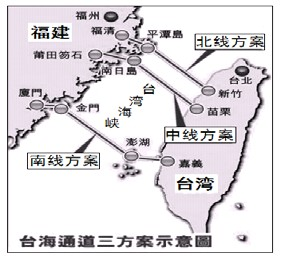 福州
福清
福建
平潭島
北线方案
莆田笏石
南日島
台北
新竹
台湾海峡
苗栗
廈門
金門
中线方案
南线方案
澎湖
嘉義
台湾
台海通道三方案示意圖